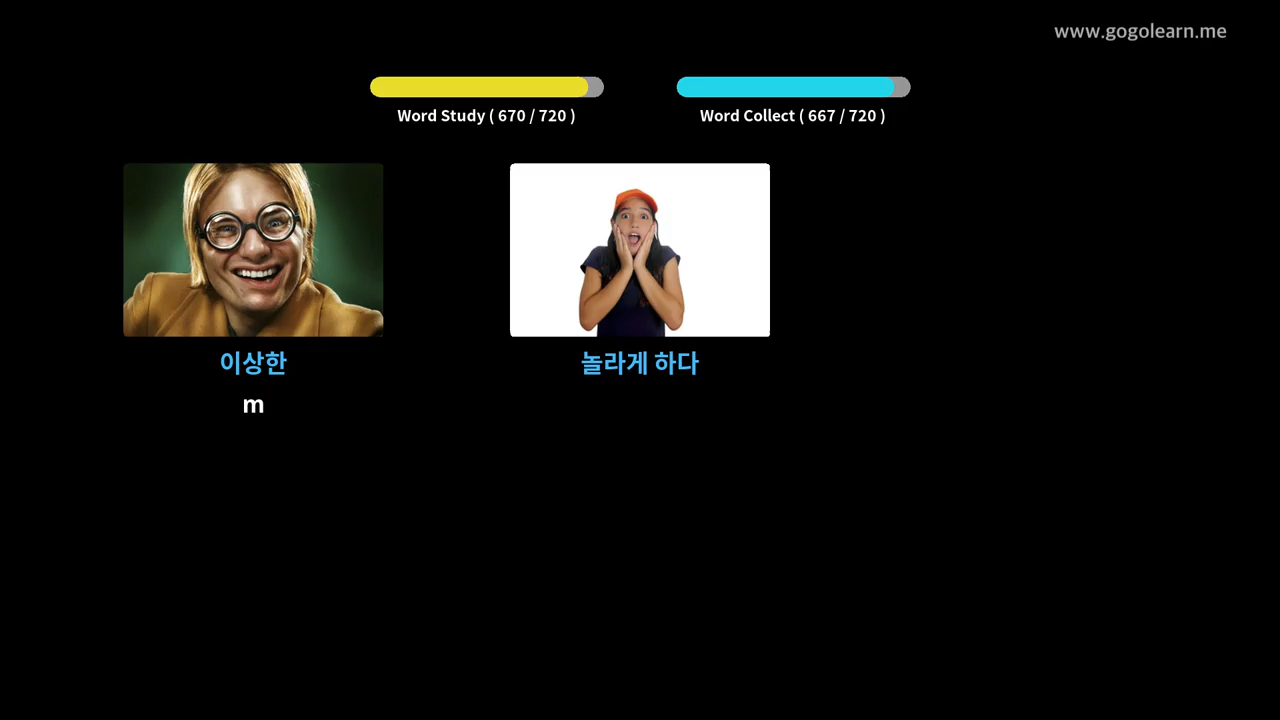 www.gogolearn.me
Word Study ( 670 / 720 )
Word Collect ( 667 / 720 )
이상한
놀라게 하다
m